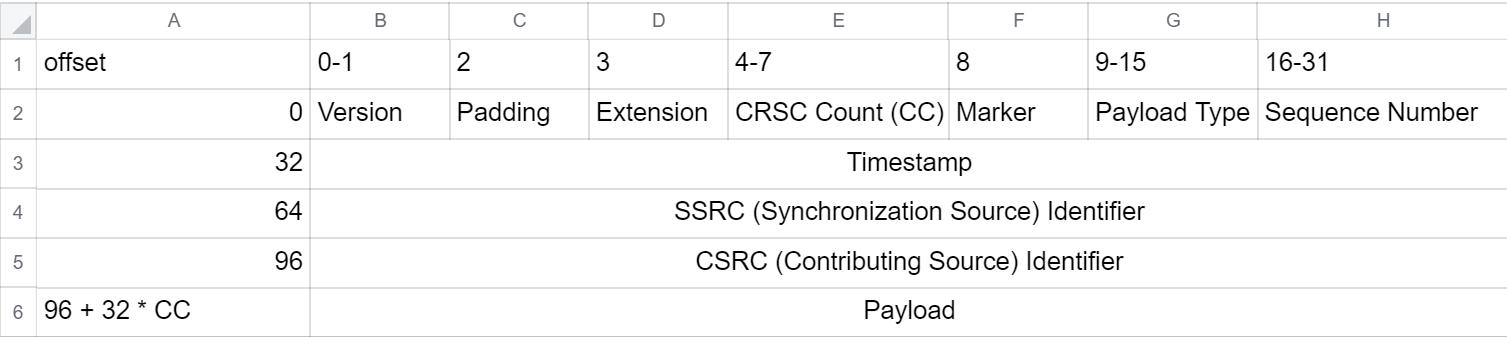 A B C D E F G H
1 offset 0-1 2 3 4-7 8 9-15 16-31
2 0 Version Padding Extension CRSC Count (CC) Marker Payload Type Sequence Number
3 32 Timestamp
4 64 SSRC (Synchronization Source) Identifier
5 96 CSRC (Contributing Source) Identifier
6 96 + 32 * CC Payload